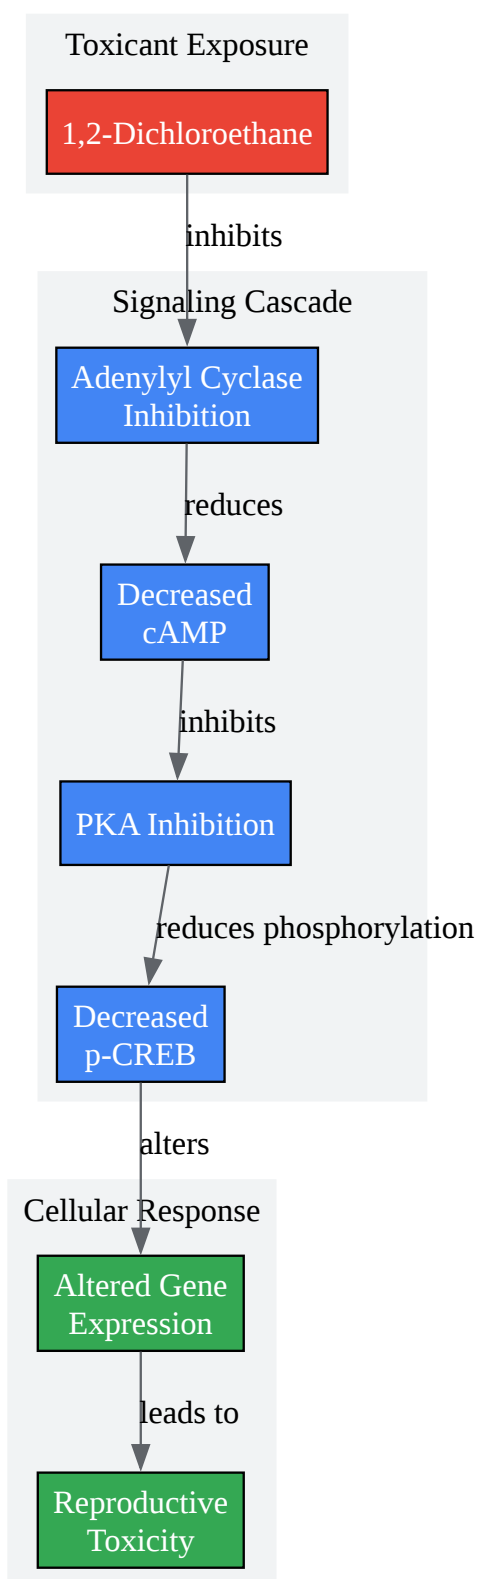 Toxicant Exposure
1,2-Dichloroethane
inhibits
Signaling Cascade
Adenylyl Cyclase
Inhibition
reduces
Decreased
cAMP
inhibits
PKA Inhibition
reduces phosphorylation
Decreased
p-CREB
alters
Cellular Response
Altered Gene
Expression
leads to
Reproductive
Toxicity